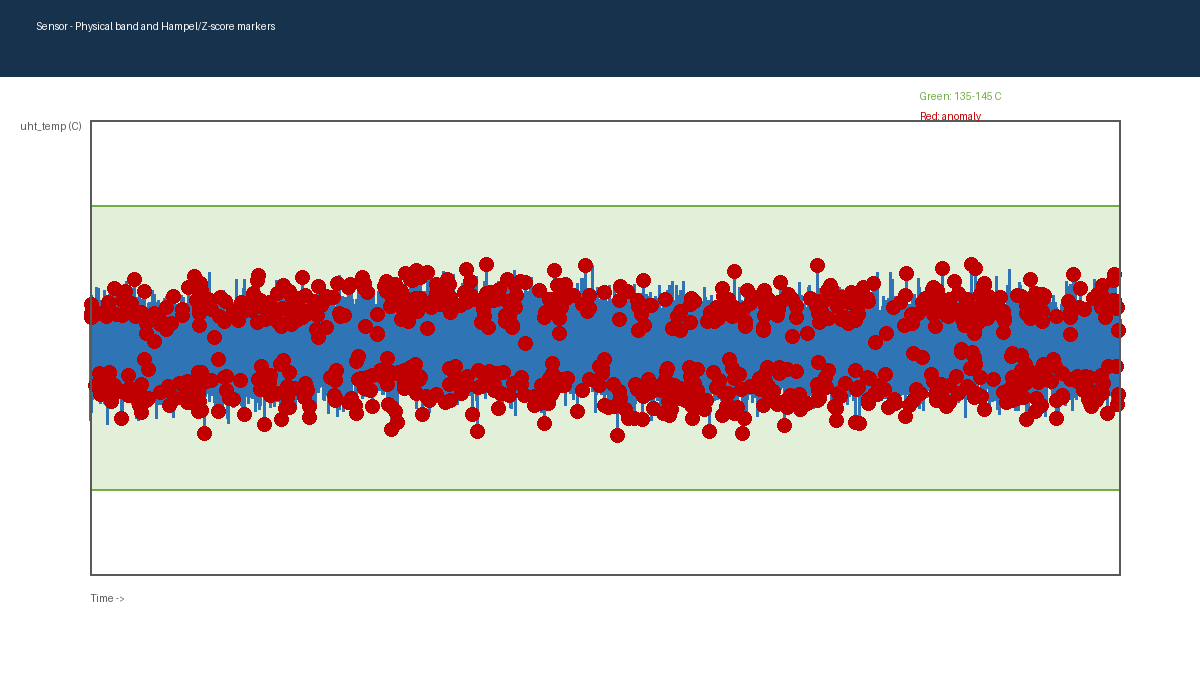 Sensor - Physical band and Hampel/Z-score markers
Green: 135-145 C
Red: anomaly
uht_temp (C)
Time ->